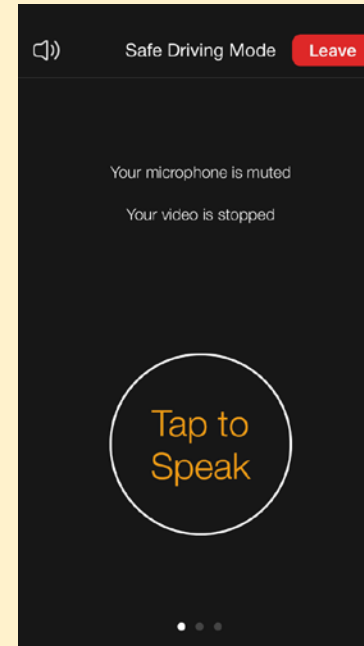 Safe Driving Mode
Leave
Your microphone is muted
Your video is stopped
Tap to
Speak